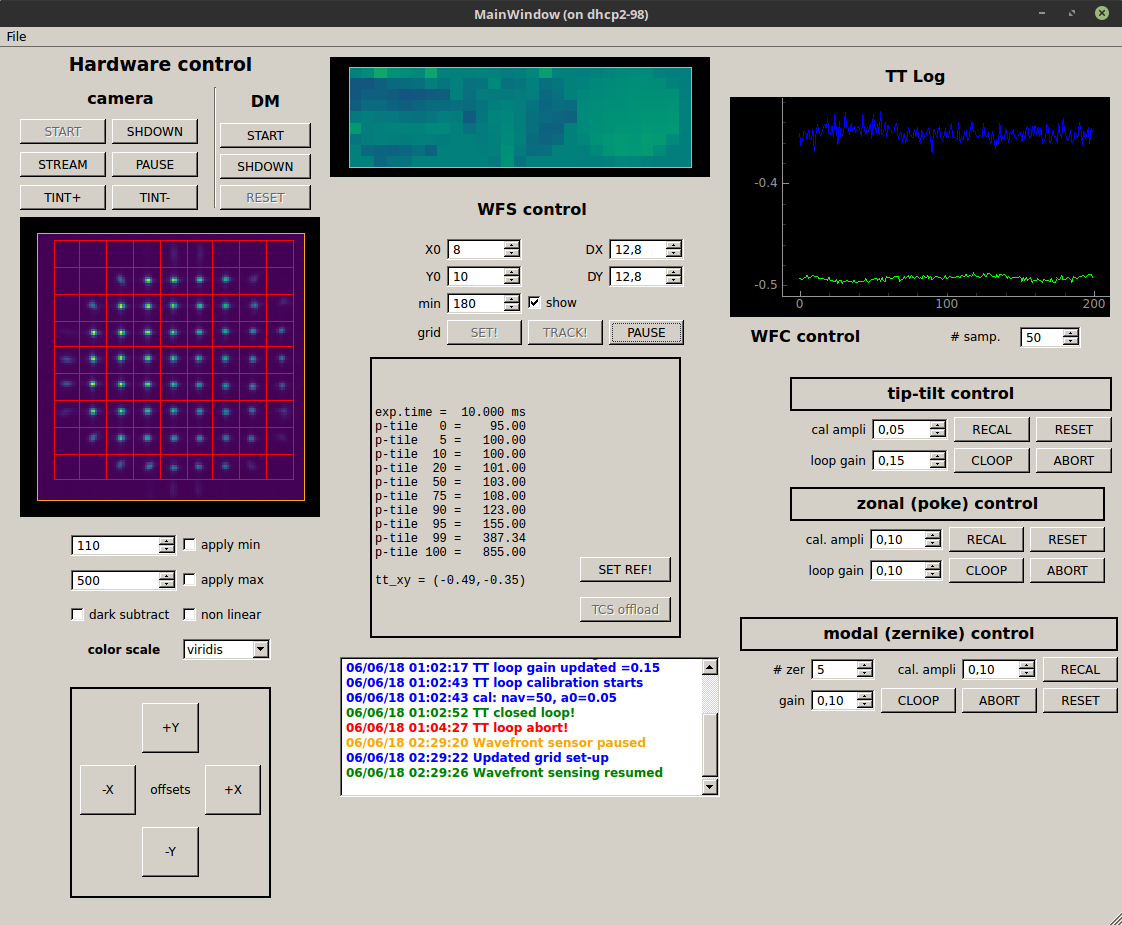 MainWindow (on dhcp2-98)
File
Hardware control
camera
DM
START
SHDOWN
START
STREAM
PAUSE
SHDOWN
TINT+
TINT-
RESET
110
apply min
500
apply max
dark subtract
non linear
color scale
viridis
+Y
-X
offsets
+X
-Y
WFS control
X0
8
DX
12,8
Y0
10
DY
12,8
min
180
show
grid
SET!
TRACK!
PAUSE
exp.time =  10.000 ms
p-tile   0 =    95.00
p-tile   5 =   100.00
p-tile  10 =   100.00
p-tile  20 =   101.00
p-tile  50 =   103.00
p-tile  75 =   108.00
p-tile  90 =   123.00
p-tile  95 =   155.00
p-tile  99 =   387.34
p-tile 100 =   855.00
tt_xy = (-0.49,-0.35)
SET REF!
TCS offload
06/06/18 01:02:17 TT loop gain updated =0.15
06/06/18 01:02:43 TT loop calibration starts
06/06/18 01:02:43 cal: nav=50, a0=0.05
06/06/18 01:02:52 TT closed loop!
06/06/18 01:04:27 TT loop abort!
06/06/18 02:29:20 Wavefront sensor paused
06/06/18 02:29:22 Updated grid set-up
06/06/18 02:29:26 Wavefront sensing resumed
TT Log
-0.4
-0.5
0
100
200
WFC control
# samp.
50
tip-tilt control
cal ampli
0,05
RECAL
RESET
loop gain
0,15
CLOOP
ABORT
zonal (poke) control
cal. ampli
0,10
RECAL
RESET
loop gain
0,10
CLOOP
ABORT
modal (zernike) control
# zer
5
cal. ampli
0,10
RECAL
gain
0,10
CLOOP
ABORT
RESET